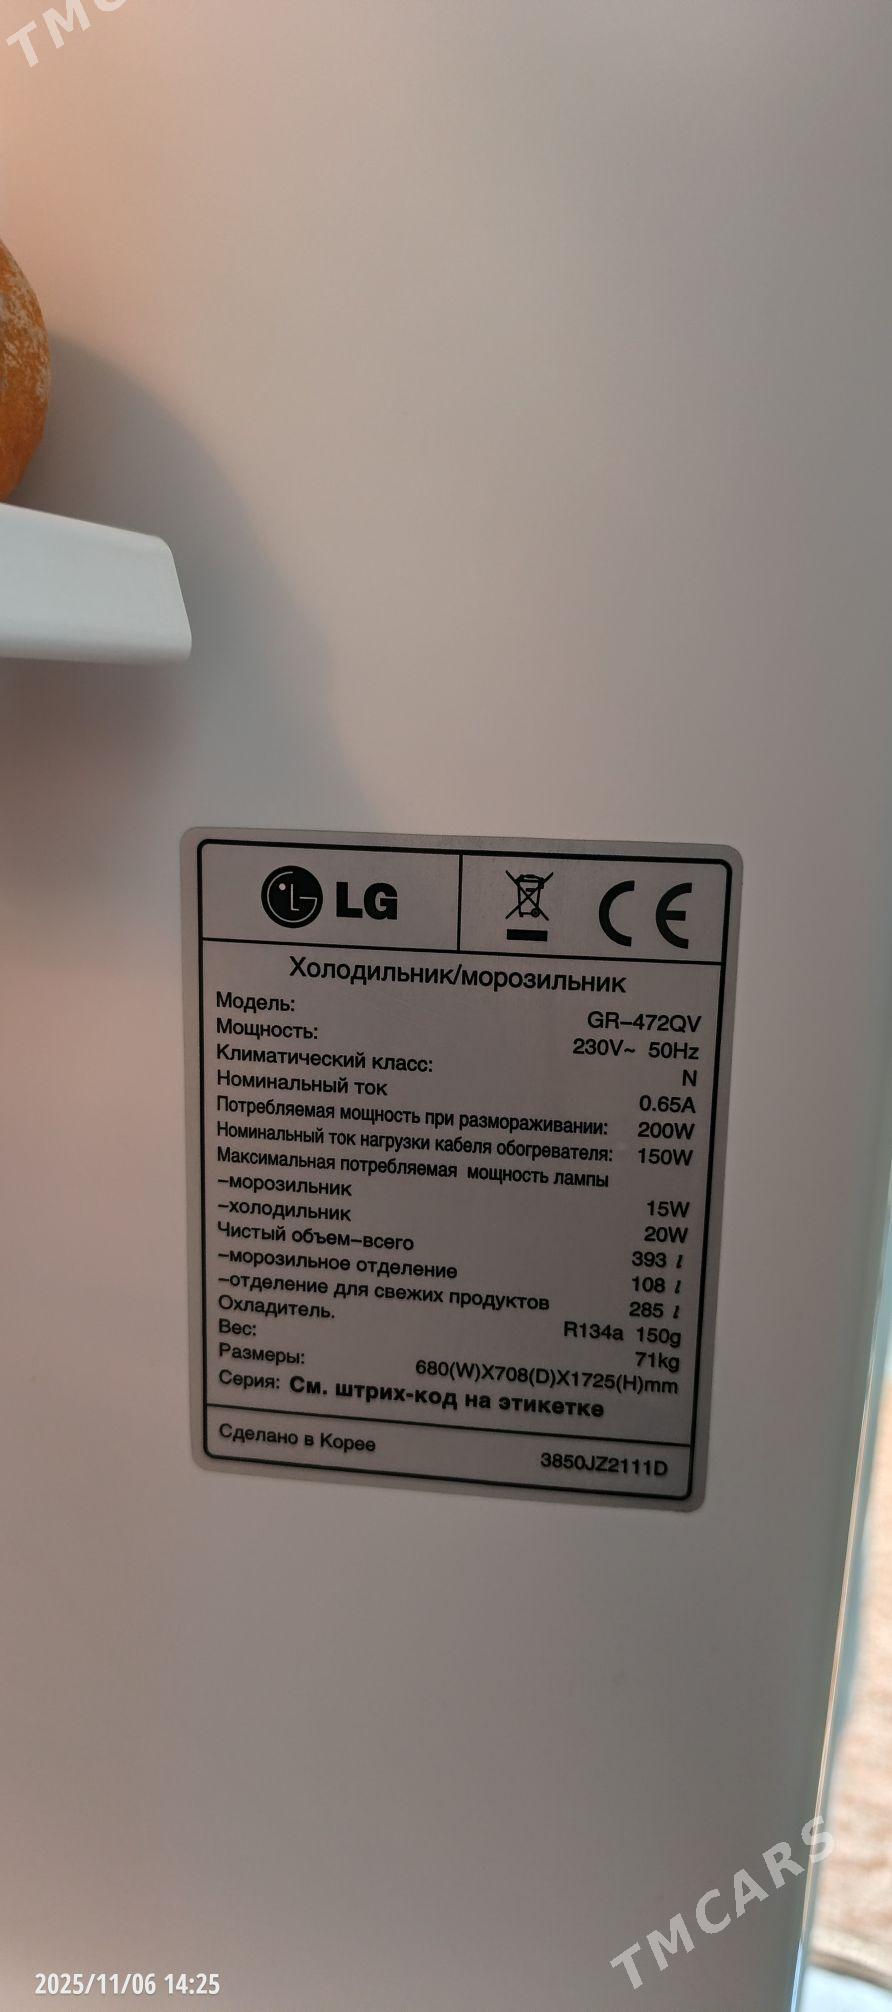 TMC
LG
CE
Холодильник/морозильник
Модель: GR–472QV
Мощность: 230V~ 50Hz
Климатический класс: N
Номинальный ток 0.65A
Потребляемая мощность при размораживании: 200W
Номинальный ток нагрузки кабеля обогревателя: 150W
Максимальная потребляемая мощность лампы
–морозильник 15W
–холодильник 20W
Чистый объем–всего 393 l
–морозильное отделение 108 l
–отделение для свежих продуктов 285 l
Охладитель. R134a 150g
Вес: 71kg
Размеры: 680(W)X708(D)X1725(H)mm
Серия: См. штрих-код на этикетке
Сделано в Корее 3850JZ2111D
TMCARS
2025/11/06 14:25